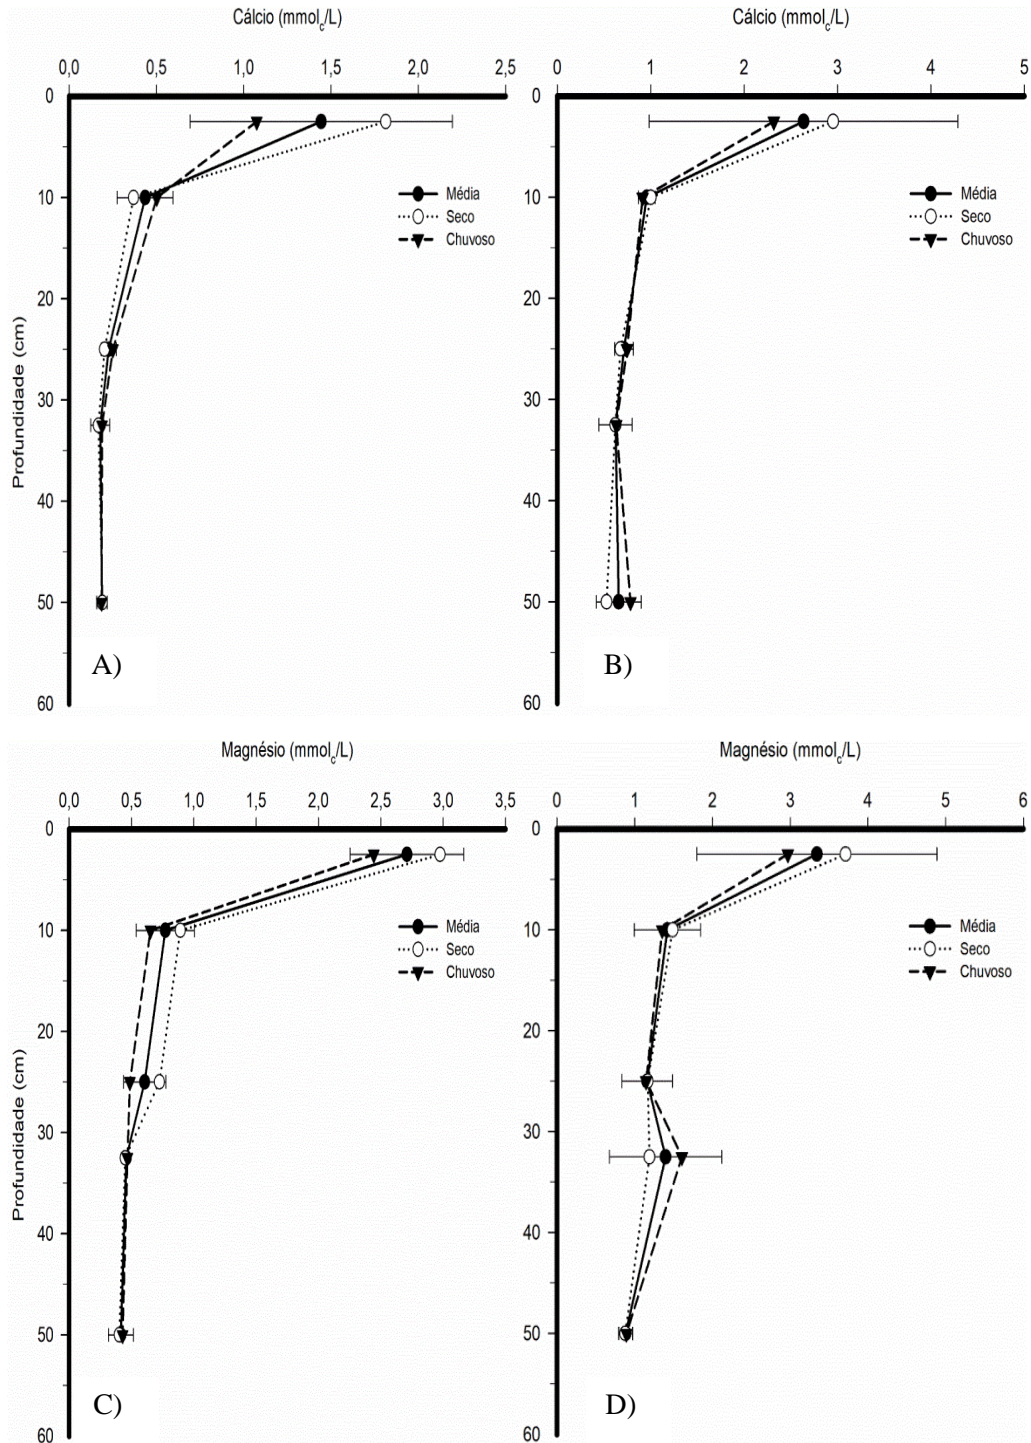 Cálcio (mmolc/L)
0,0 0,5 1,0 1,5 2,0 2,5
0
10
20
30
40
50
60
Profundidade (cm)
Média
Seco
Chuvoso
A)
Cálcio (mmolc/L)
0 1 2 3 4 5
0
10
20
30
40
50
60
Média
Seco
Chuvoso
B)
Magnésio (mmolc/L)
0,0 0,5 1,0 1,5 2,0 2,5 3,0 3,5
0
10
20
30
40
50
60
Profundidade (cm)
Média
Seco
Chuvoso
C)
Magnésio (mmolc/L)
0 1 2 3 4 5 6
0
10
20
30
40
50
60
Média
Seco
Chuvoso
D)